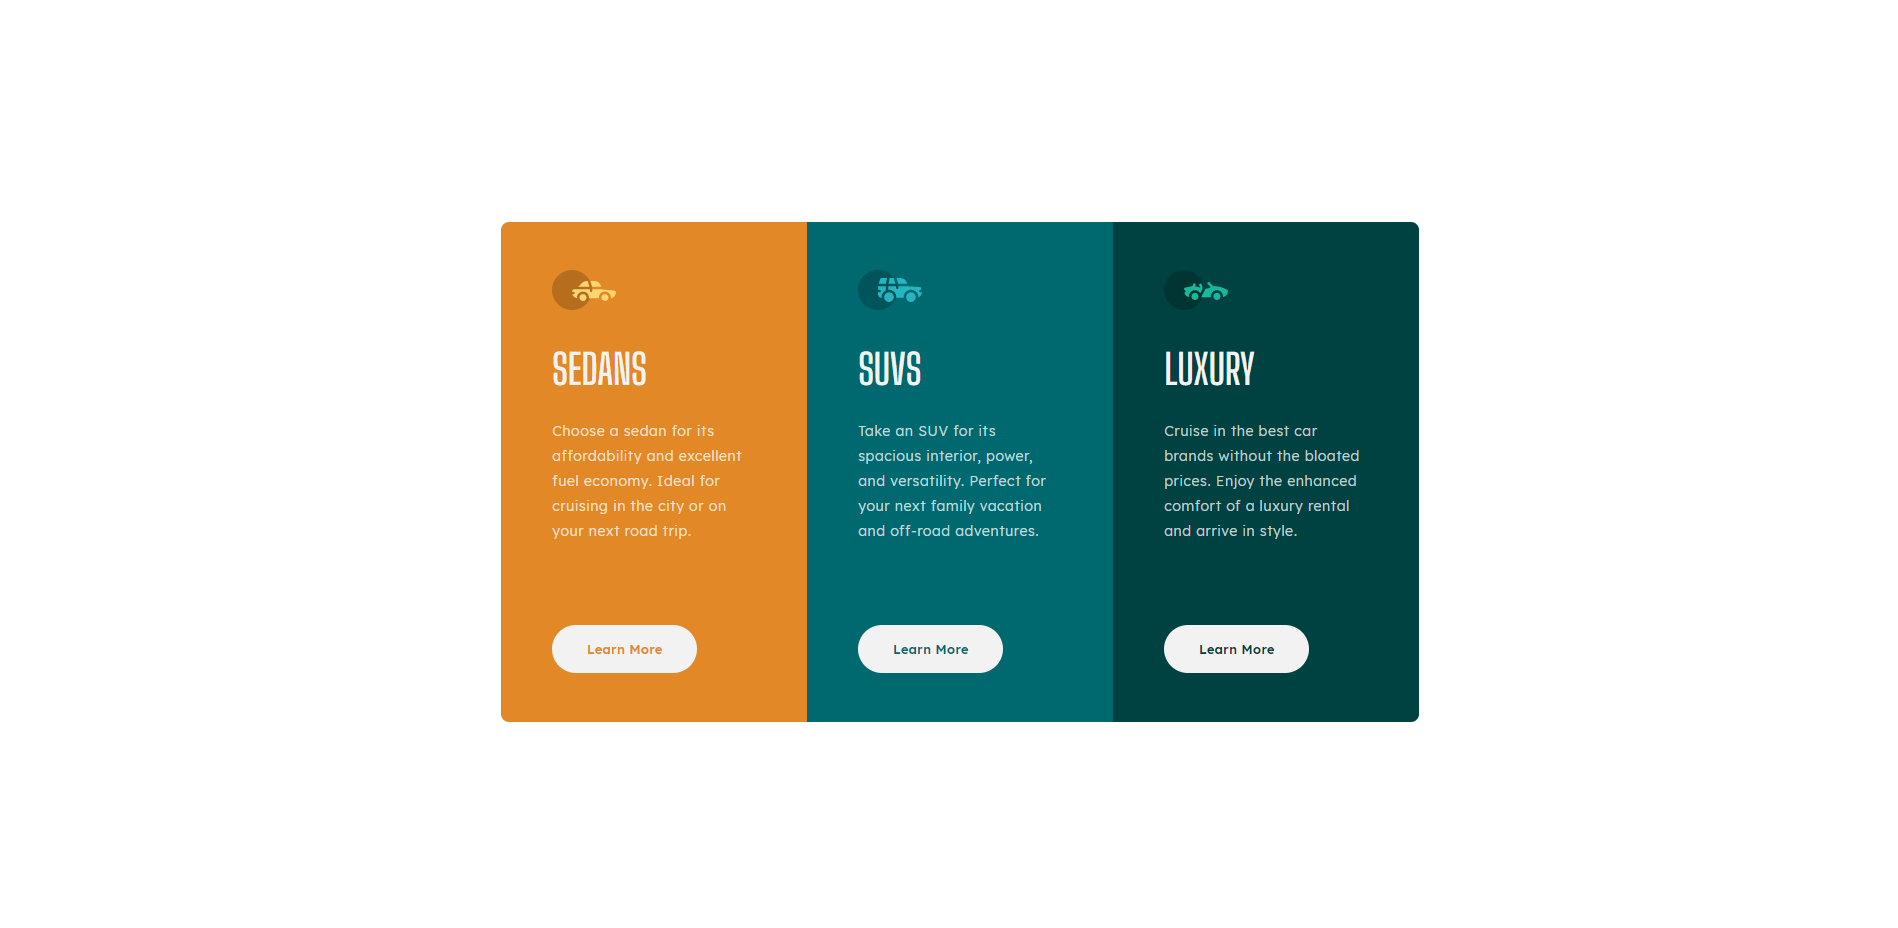 SEDANS
Choose a sedan for its
affordability and excellent
fuel economy. Ideal for
cruising in the city or on
your next road trip.
Learn More
SUVS
Take an SUV for its
spacious interior, power,
and versatility. Perfect for
your next family vacation
and off-road adventures.
Learn More
LUXURY
Cruise in the best car
brands without the bloated
prices. Enjoy the enhanced
comfort of a luxury rental
and arrive in style.
Learn More